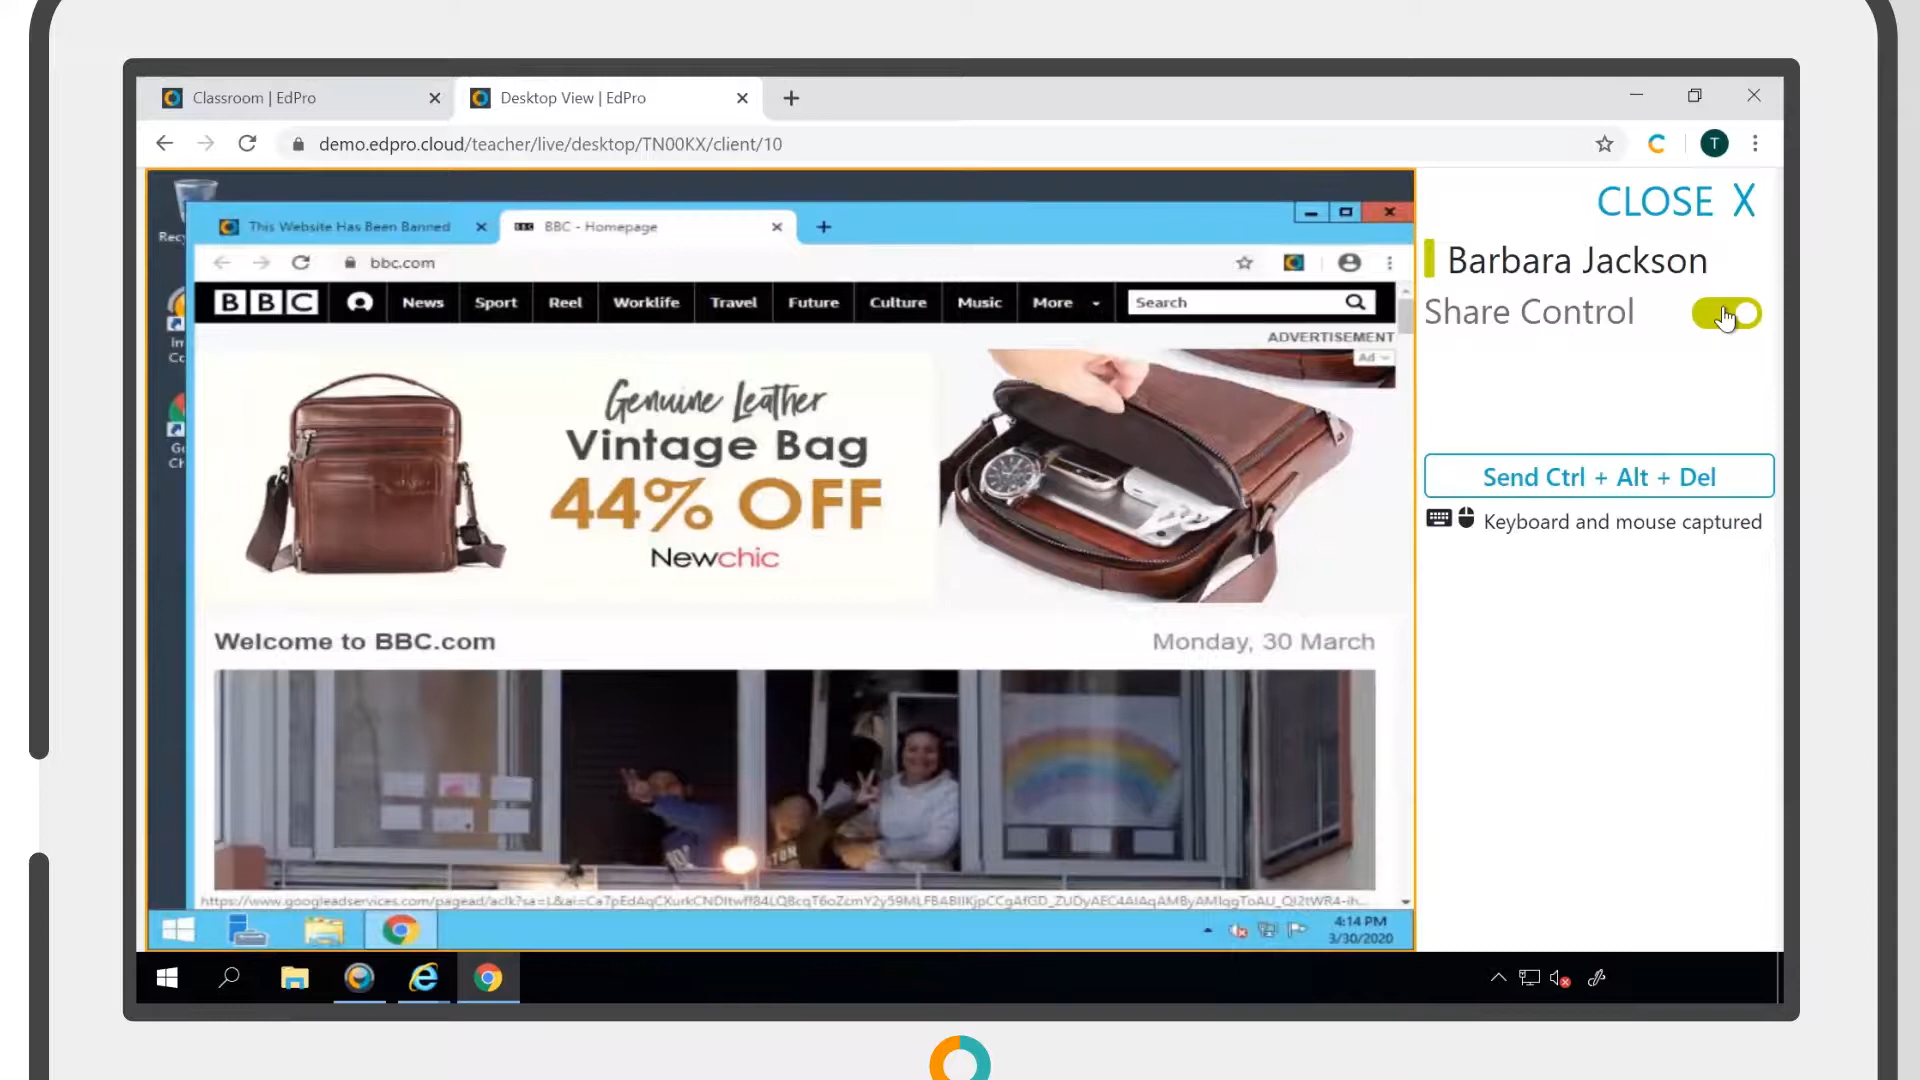 Classroom | EdPro
Desktop View | EdPro
demo.edpro.cloud/teacher/live/desktop/TN00KX/client/10
T
CLOSE X
Barbara Jackson
Share Control
Send Ctrl + Alt + Del
Keyboard and mouse captured
This Website Has Been Banned
BBC BBC - Homepage
bbc.com
BBC
News
Sport
Reel
Worklife
Travel
Future
Culture
Music
More
Search
ADVERTISEMENT
Ad
Genuine Leather
Vintage Bag
44% OFF
Newchic
Welcome to BBC.com
Monday, 30 March
4:14 PM
3/30/2020